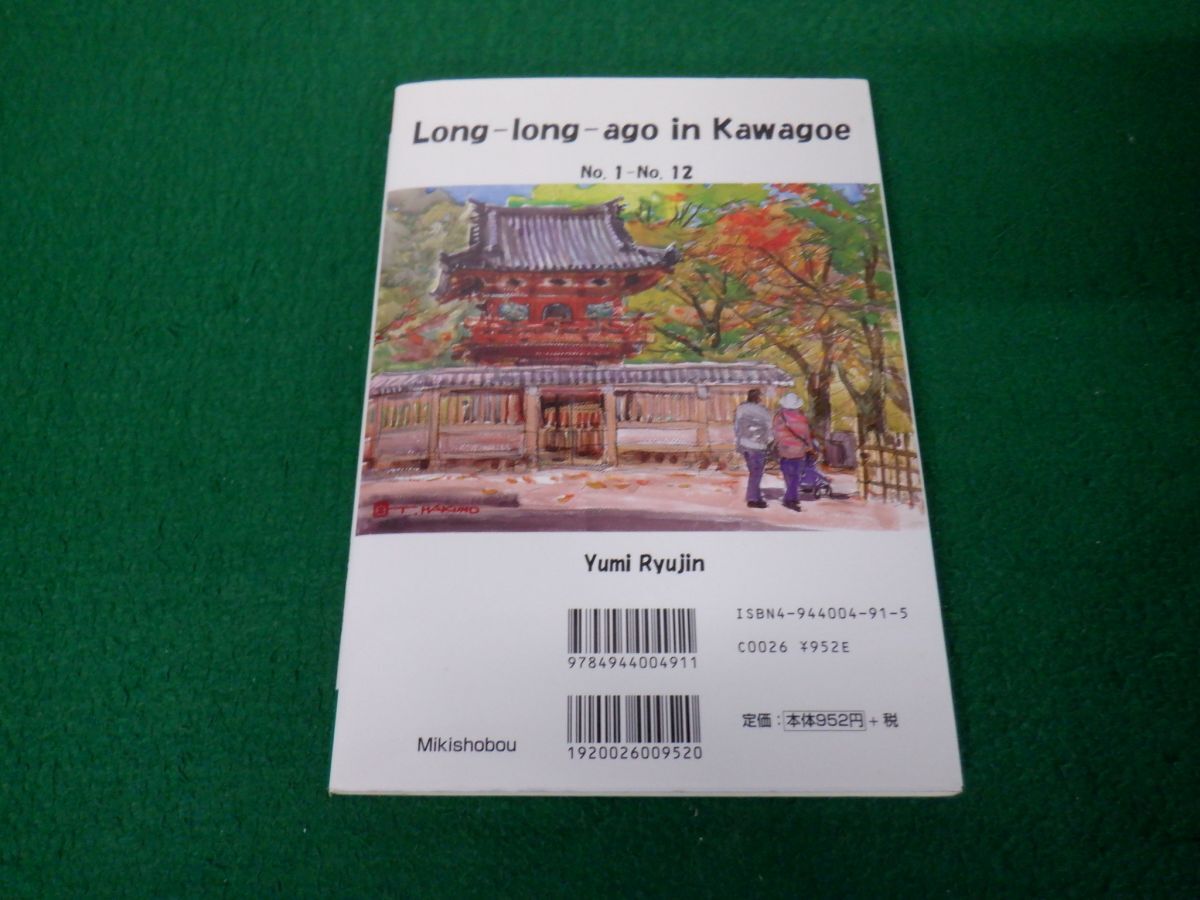 Long-long-ago in Kawagoe
No. 1-No. 12
T. HAKUNO
Yumi Ryujin
ISBN4-944004-91-5
C0026 ¥952E
9784944004911
定価：本体952円+税
Mikishobou
1920026009520